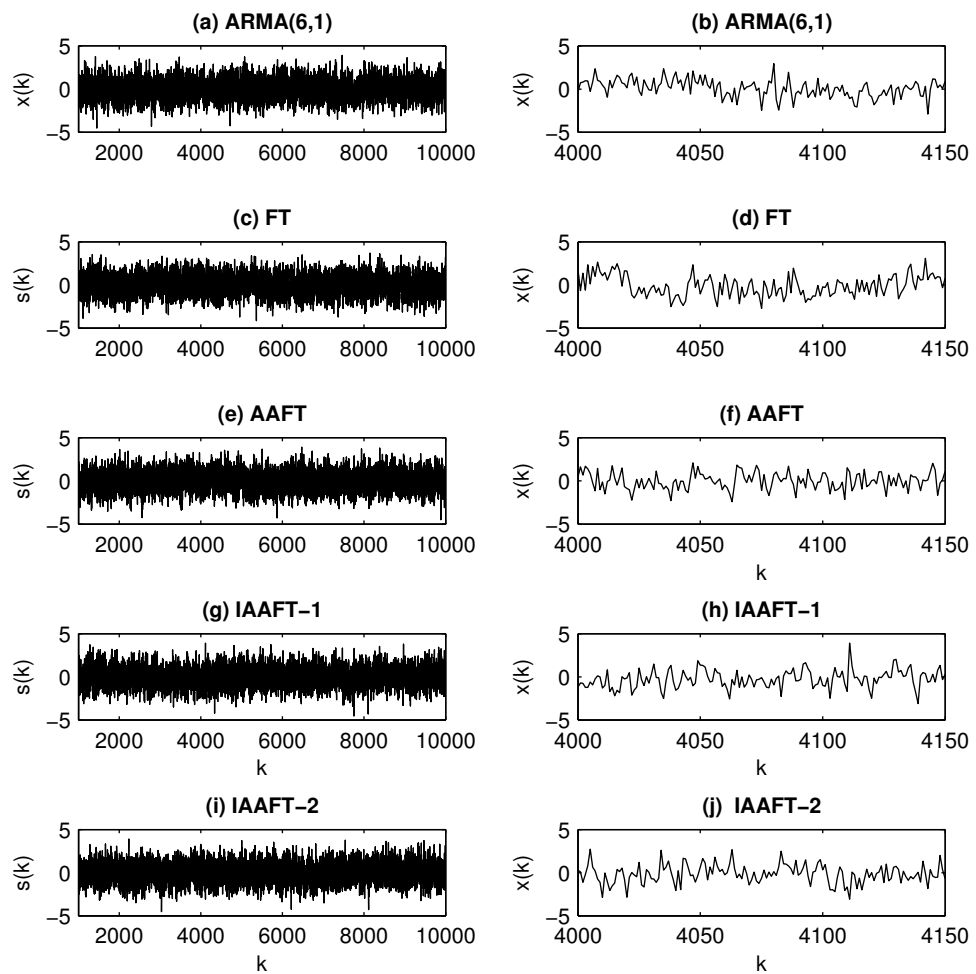 (a) ARMA(6,1)
x(k)
5
0
−5
2000 4000 6000 8000 10000
(b) ARMA(6,1)
x(k)
5
0
−5
4000 4050 4100 4150
(c) FT
s(k)
5
0
−5
2000 4000 6000 8000 10000
(d) FT
x(k)
5
0
−5
4000 4050 4100 4150
(e) AAFT
s(k)
5
0
−5
2000 4000 6000 8000 10000
(f) AAFT
x(k)
5
0
−5
4000 4050 4100 4150
k
(g) IAAFT−1
s(k)
5
0
−5
2000 4000 6000 8000 10000
k
(h) IAAFT−1
x(k)
5
0
−5
4000 4050 4100 4150
k
(i) IAAFT−2
s(k)
5
0
−5
2000 4000 6000 8000 10000
k
(j) IAAFT−2
x(k)
5
0
−5
4000 4050 4100 4150
k